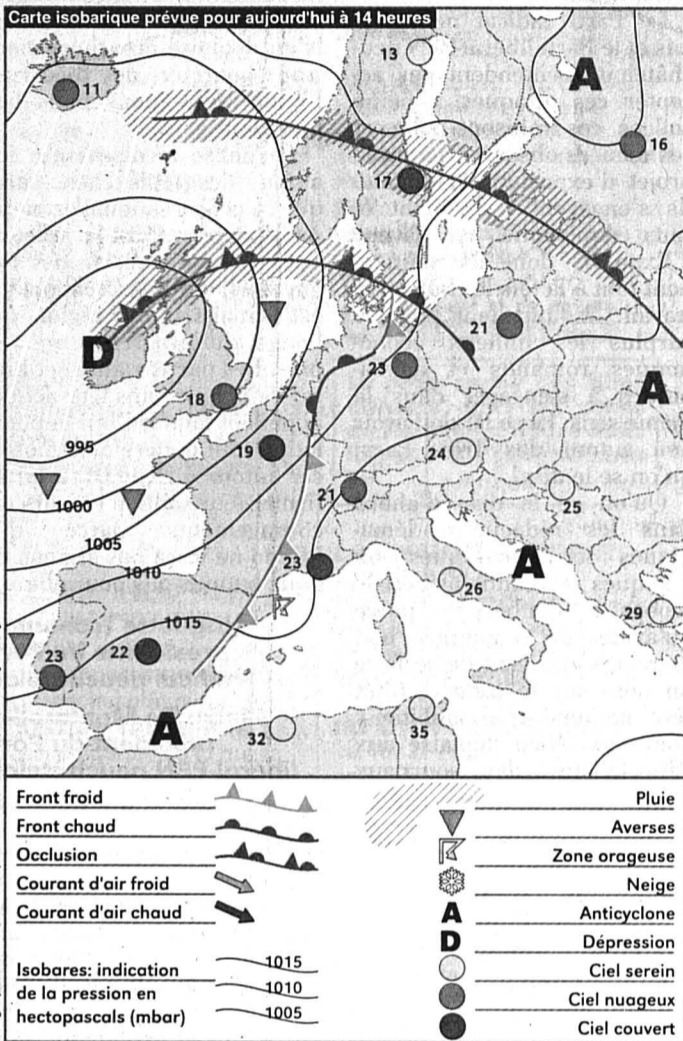 Carte isobarique prévue pour aujourd'hui à 14 heures
13
A
11
16
17
21
D
23
A
18
995
19
24
1000
21
25
1005
1010
23
A
26
29
1015
22
23
A
32
35
Front froid
Front chaud
Occlusion
Courant d'air froid
Courant d'air chaud
Isobares: indication
de la pression en
hectopascals (mbar)
1015
1010
1005
Pluie
Averses
Zone orageuse
Neige
A Anticyclone
D Dépression
Ciel serein
Ciel nuageux
Ciel couvert